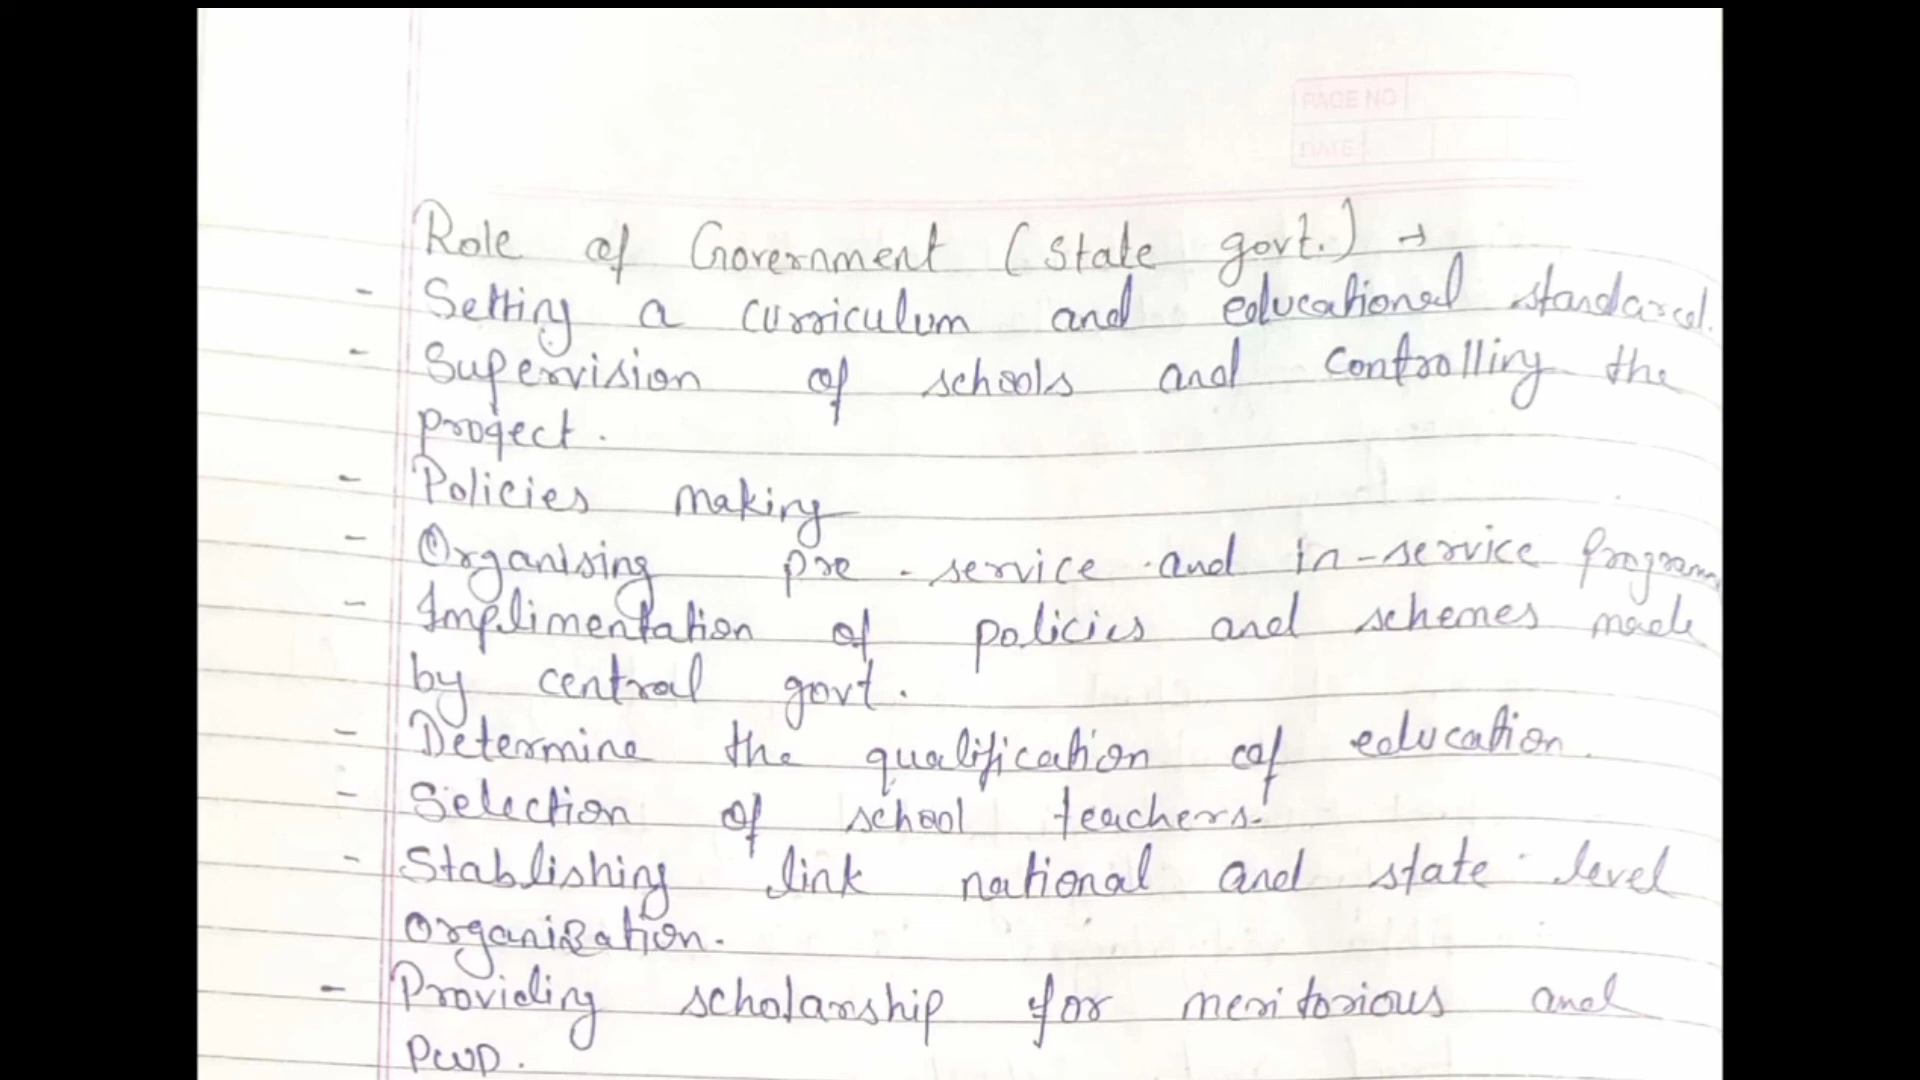 PAGE NO
DATE
Role of Government (State govt.) →
- Setting a curriculum and educational standard.
- Supervision of schools and controlling the
project.
- Policies making
- Organising pre-service and in-service Program
- Implimentation of policies and schemes made
by central govt.
- Determine the qualification of education.
- Selection of school teachers.
- Stablishing link national and state level
organization.
- Providing scholarship for meritorious and
PWD.